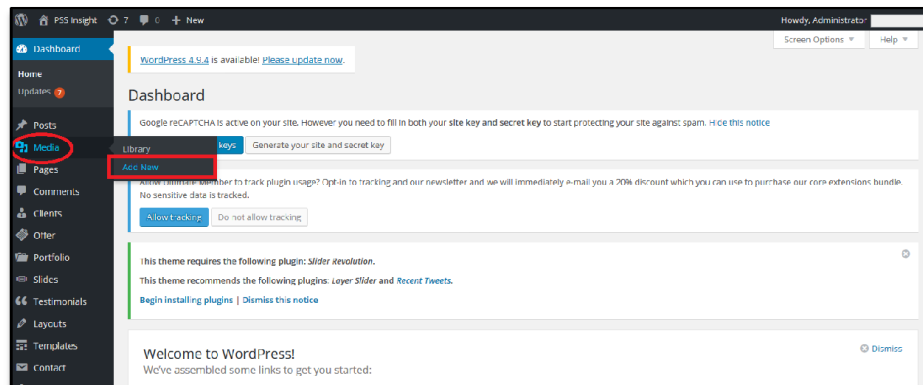 PSS Insight 7 0 New Howdy, Administrator
Screen Options Help
Dashboard
WordPress 4.9.4 is available! Please update now.
Home
Updates 7
Dashboard
Posts
Google reCAPTCHA is active on your site. However you need to fill in both your site key and secret key to start protecting your site against spam. Hide this notice
Media
Library
keys Generate your site and secret key
Add New
Pages
Allow Ultimate Member to track plugin usage? Opt-in to tracking and our newsletter and we will immediately e-mail you a 20% discount which you can use to purchase our core extensions bundle.
No sensitive data is tracked.
Comments
Clients
Allow tracking Do not allow tracking
Offer
Portfolio
This theme requires the following plugin: Slider Revolution.
Slides
This theme recommends the following plugins: Layer Slider and Recent Tweets.
Testimonials
Begin installing plugins | Dismiss this notice
Layouts
Templates
Welcome to WordPress!
Dismiss
Contact
We've assembled some links to get you started: